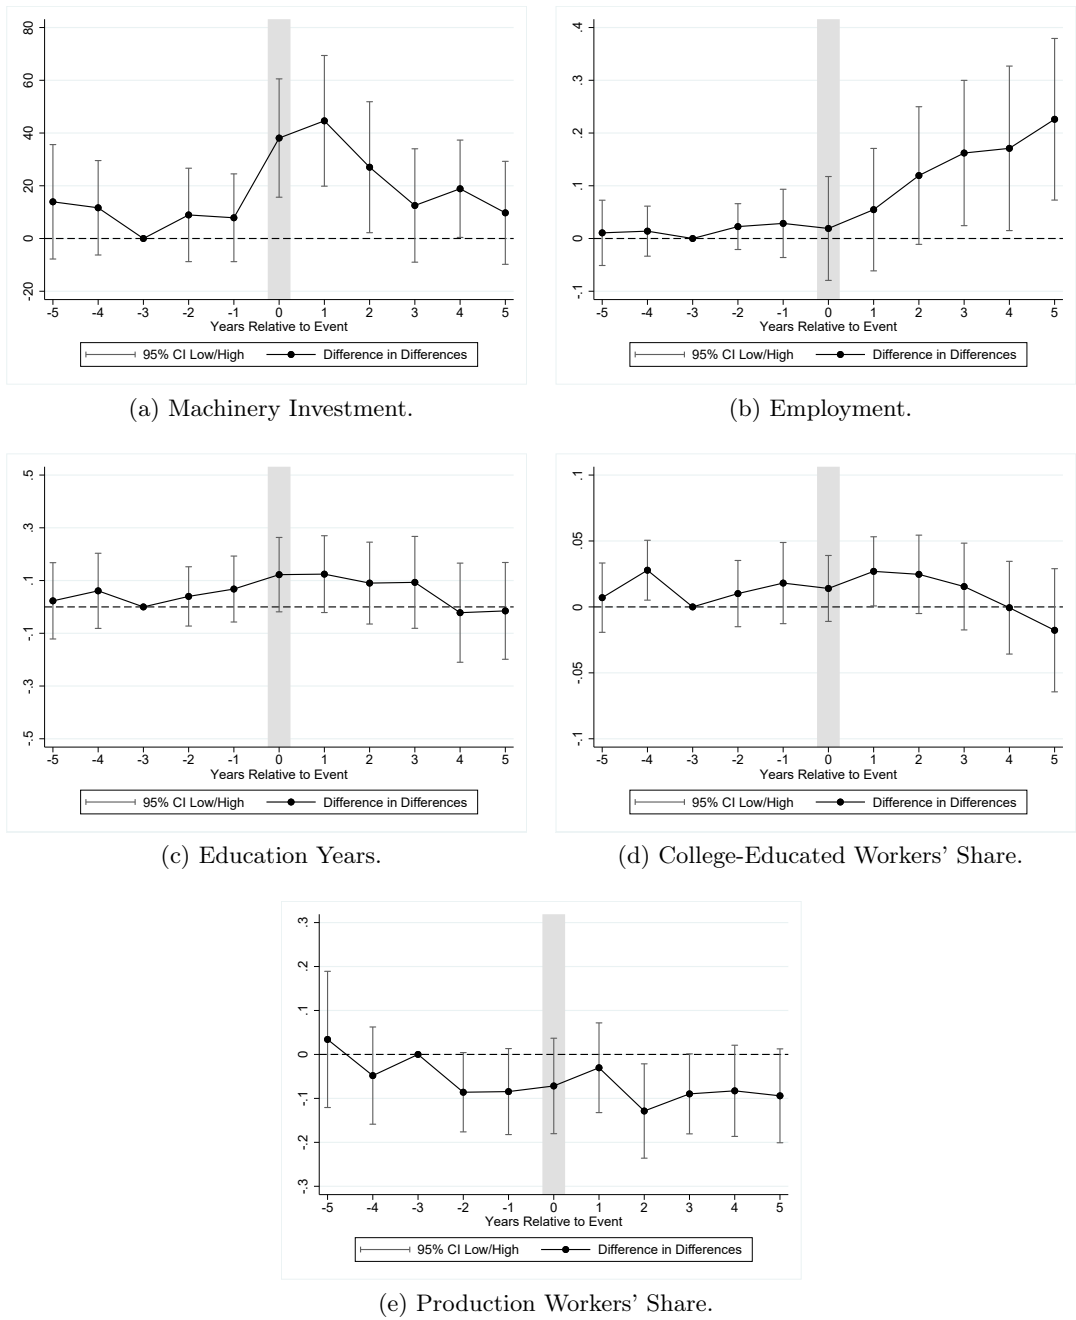 80
60
40
20
0
-20
-5 -4 -3 -2 -1 0 1 2 3 4 5
Years Relative to Event
95% CI Low/High Difference in Differences
(a) Machinery Investment.
.4
.3
.2
.1
0
-.1
-5 -4 -3 -2 -1 0 1 2 3 4 5
Years Relative to Event
95% CI Low/High Difference in Differences
(b) Employment.
.5
.3
.1
-.1
-.3
-.5
-5 -4 -3 -2 -1 0 1 2 3 4 5
Years Relative to Event
95% CI Low/High Difference in Differences
(c) Education Years.
.1
.05
0
-.05
-.1
-5 -4 -3 -2 -1 0 1 2 3 4 5
Years Relative to Event
95% CI Low/High Difference in Differences
(d) College-Educated Workers’ Share.
.3
.2
.1
0
-.1
-.2
-.3
-5 -4 -3 -2 -1 0 1 2 3 4 5
Years Relative to Event
95% CI Low/High Difference in Differences
(e) Production Workers’ Share.